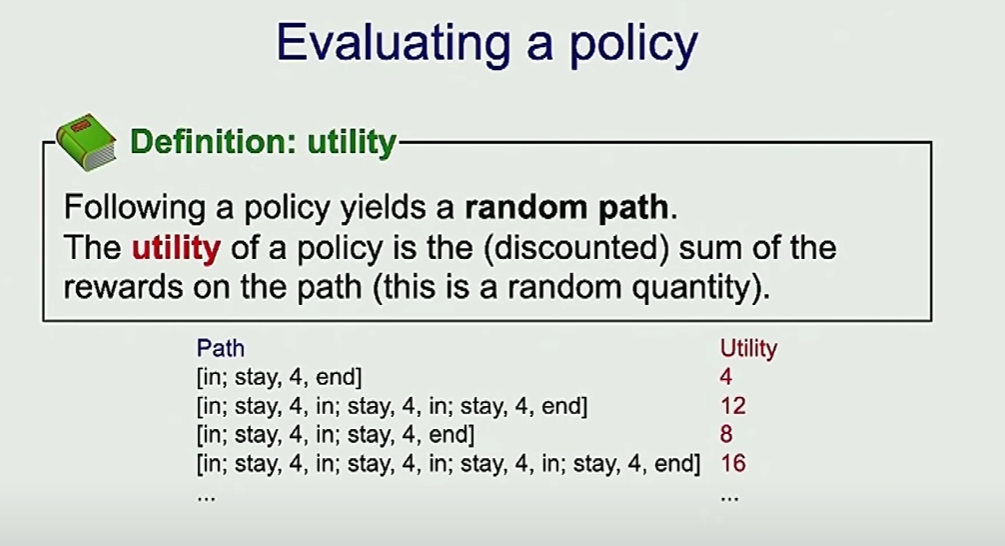 Evaluating a policy
Definition: utility
Following a policy yields a random path.
The utility of a policy is the (discounted) sum of the
rewards on the path (this is a random quantity).
Path Utility
[in; stay, 4, end] 4
[in; stay, 4, in; stay, 4, in; stay, 4, end] 12
[in; stay, 4, in; stay, 4, end] 8
[in; stay, 4, in; stay, 4, in; stay, 4, in; stay, 4, end] 16
... ...